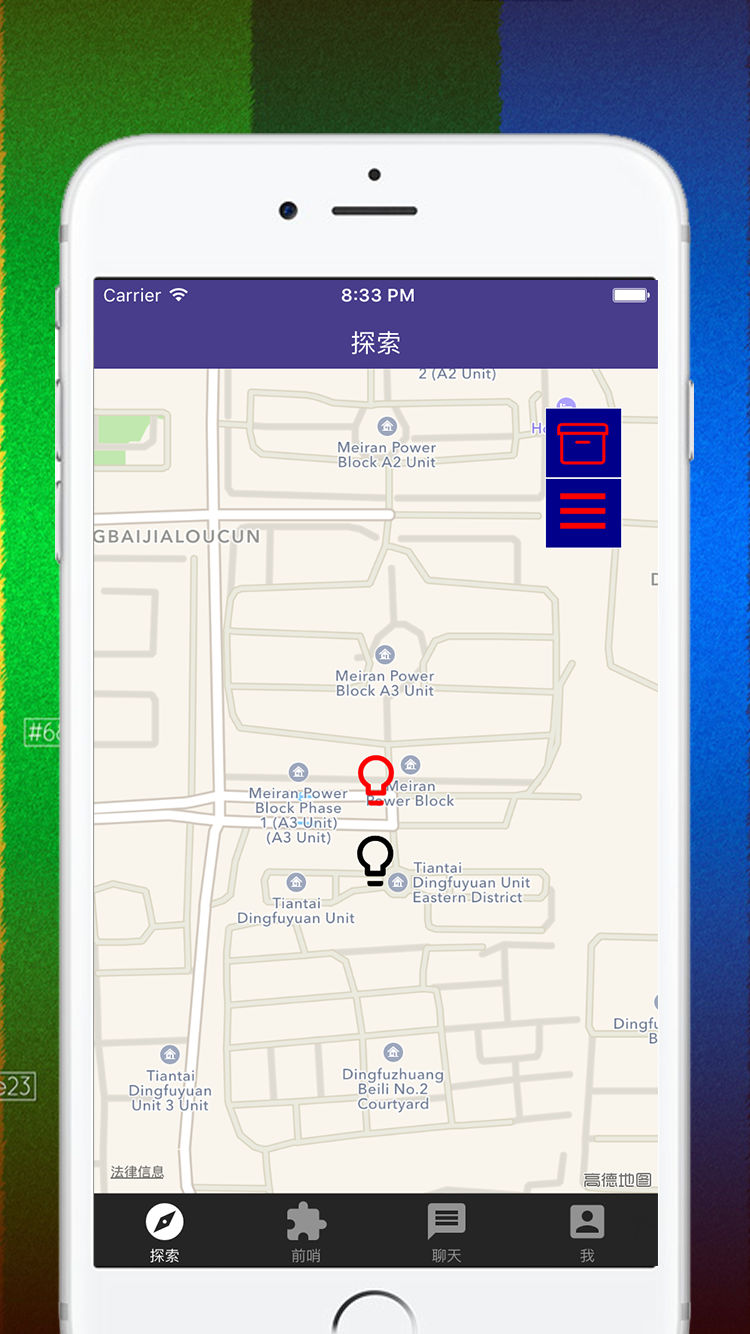 Carrier
8:33 PM
探索
2 (A2 Unit)
Meiran Power
Block A2 Unit
GBAIJIALOUCUN
Meiran Power
Block A3 Unit
#68
Meiran Power
Block Phase
1 (A3 Unit)
(A3 Unit)
Meiran
Power Block
Tiantai
Dingfuyuan Unit
Eastern District
Tiantai
Dingfuyuan Unit
Dingfu
B
Tiantai
Dingfuyuan
Unit 3 Unit
Dingfuzhuang
Beili No.2
Courtyard
e23
法律信息
高德地图
探索
前哨
聊天
我